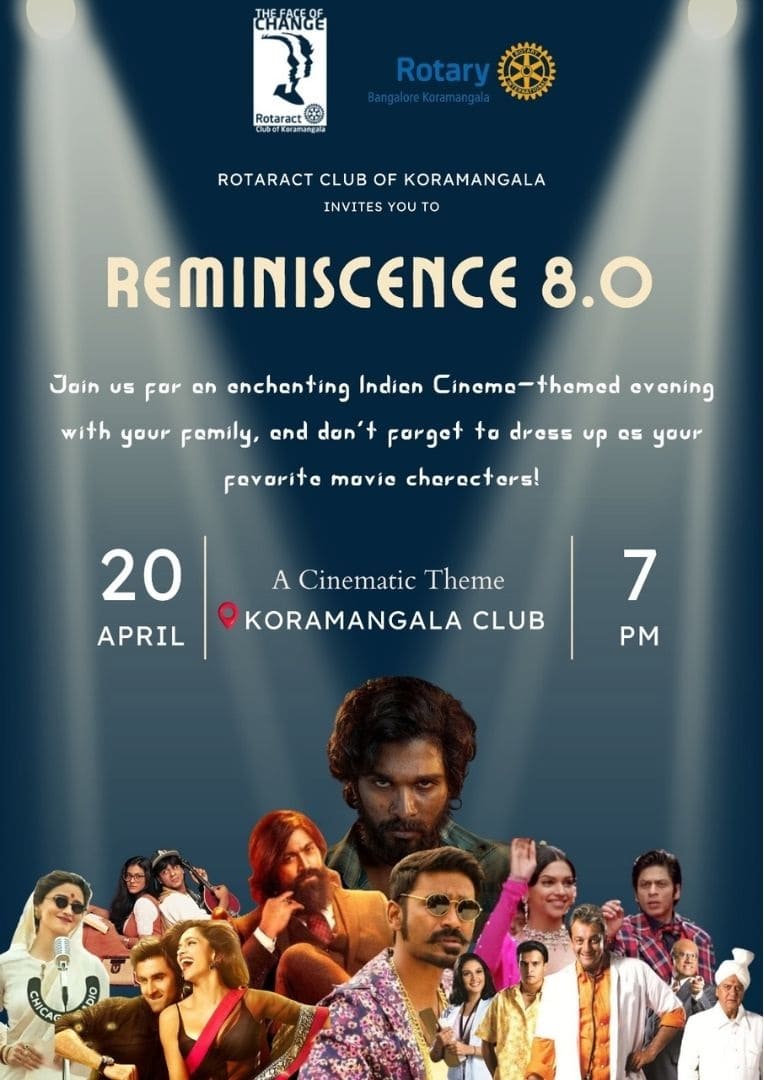 THE FACE OF
CHANGE
Rotaract
Club of Koramangala
Rotary
Bangalore Koramangala
ROTARY
INTERNATIONAL
ROTARACT CLUB OF KORAMANGALA
INVITES YOU TO
REMINISCENCE 8.0
Join us for an enchanting Indian Cinema-themed evening
with your family, and don't forget to dress up as your
favorite movie characters!
20
APRIL
A Cinematic Theme
KORAMANGALA CLUB
7
PM